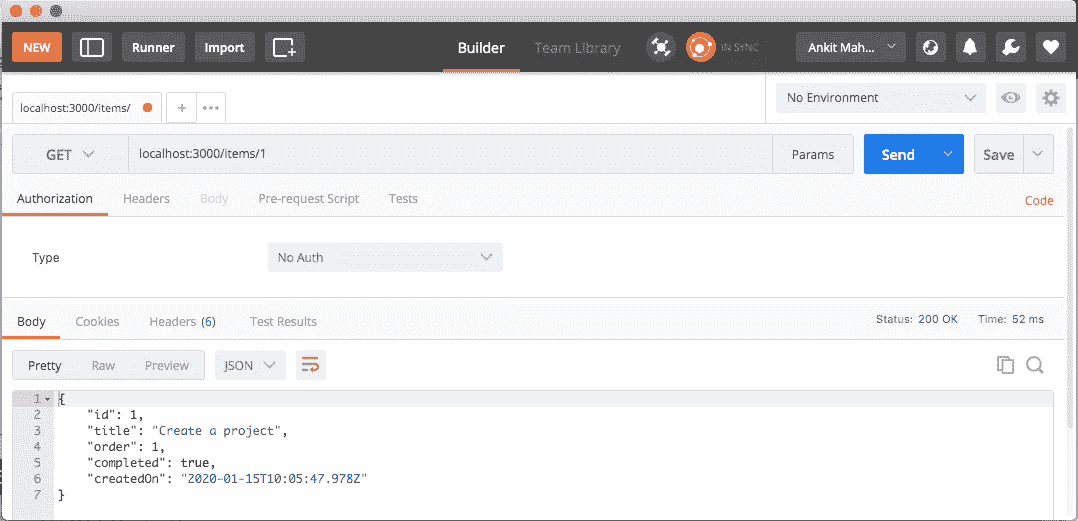 NEW Runner Import Builder Team Library IN SYNC Ankit Mah...
localhost:3000/items/ + ••• No Environment
GET localhost:3000/items/1 Params Send Save
Authorization Headers Body Pre-request Script Tests Code
Type No Auth
Body Cookies Headers (6) Test Results Status: 200 OK Time: 52 ms
Pretty Raw Preview JSON
1 {
2 "id": 1,
3 "title": "Create a project",
4 "order": 1,
5 "completed": true,
6 "createdOn": "2020-01-15T10:05:47.978Z"
7 }